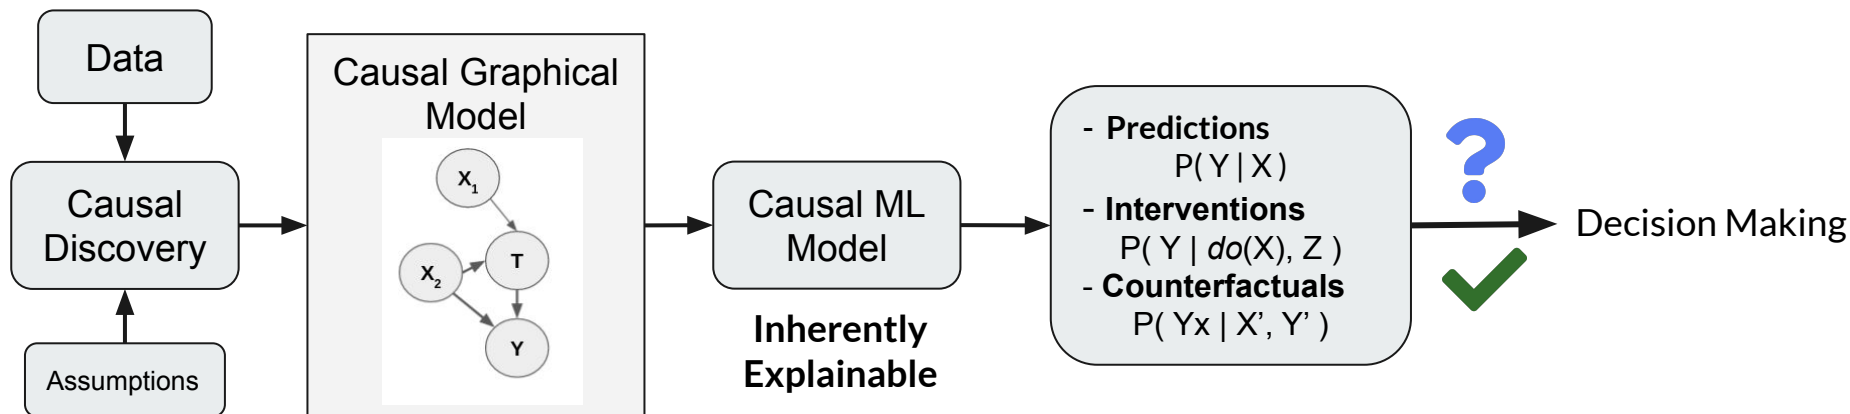 Data
Causal
Discovery
Assumptions
Causal Graphical
Model
X₁
X₂
T
Y
Causal ML
Model
Inherently
Explainable
- Predictions
P( Y | X )
- Interventions
P( Y | do(X), Z )
- Counterfactuals
P( Yx | X’, Y’ )
?
Decision Making